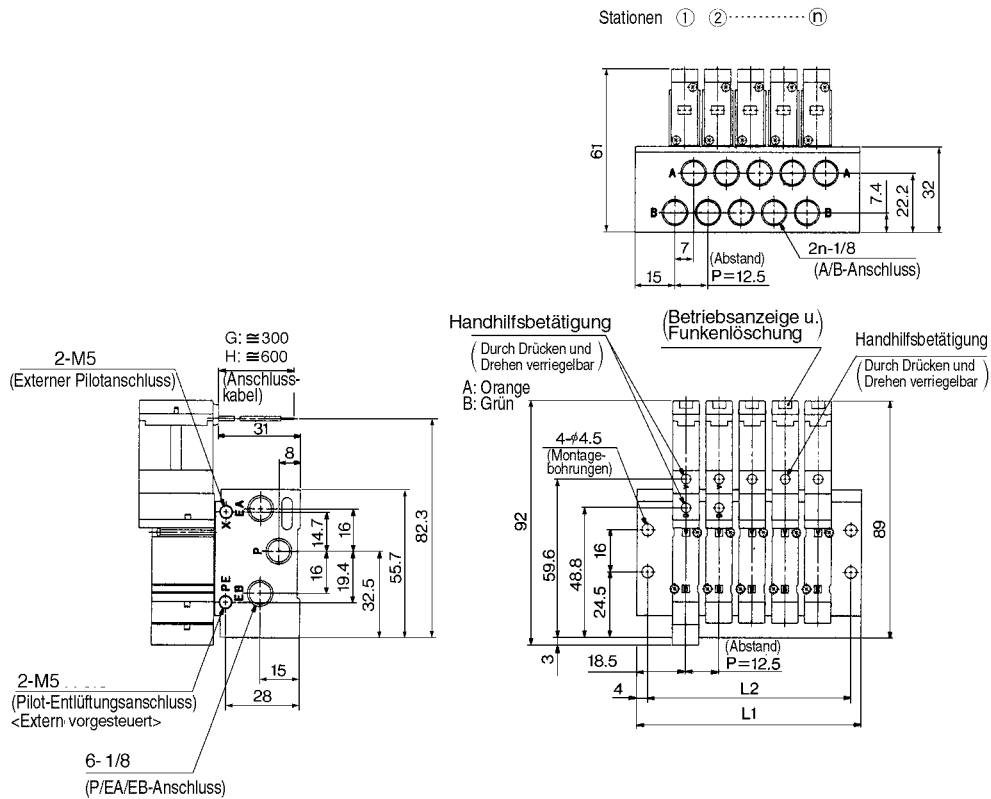 Stationen ① ② ⓝ
61
A A
B B
7.4
22.2
32
7
15
(Abstand)
P=12.5
2n-1/8
(A/B-Anschluss)
G: ≅300
H: ≅600
(Anschluss-
kabel)
2-M5
(Externer Pilotanschluss)
31
8
X
EA
P
PE
EB
14.7
16
16
19.4
32.5
55.7
82.3
15
28
2-M5
(Pilot-Entlüftungsanschluss)
<Extern vorgesteuert>
6-1/8
(P/EA/EB-Anschluss)
Handhilfsbetätigung
(Durch Drücken und
Drehen verriegelbar)
A: Orange
B: Grün
(Betriebsanzeige u.
Funkenlöschung)
Handhilfsbetätigung
(Durch Drücken und
Drehen verriegelbar)
4-φ4.5
(Montage-
bohrungen)
92
59.6
48.8
16
24.5
89
3
18.5
(Abstand)
P=12.5
4
L2
L1